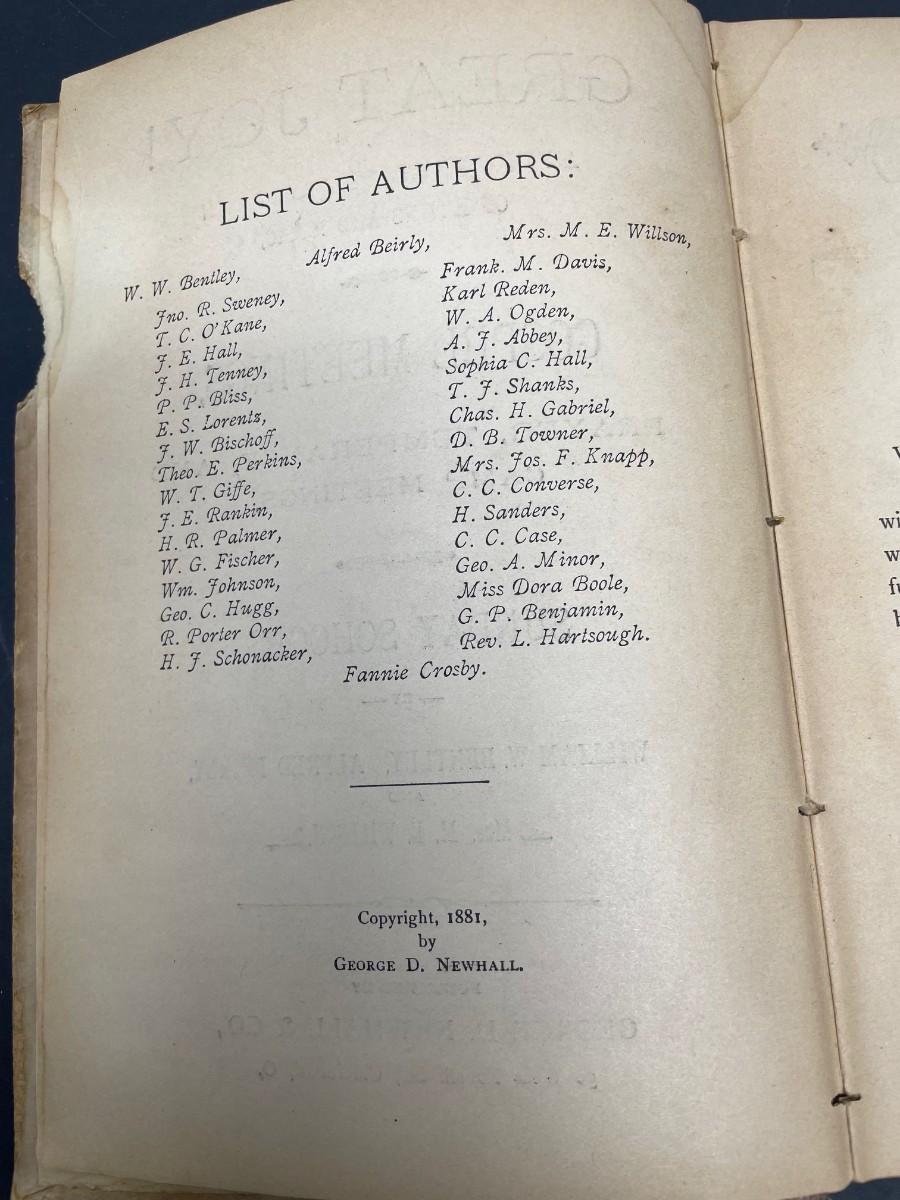 LIST OF AUTHORS:
W. W. Bentley, Alfred Beirly, Mrs. M. E. Willson,
Jno. R. Sweney, Frank. M. Davis,
T. C. O'Kane, Karl Reden,
J. E. Hall, W. A. Ogden,
J. H. Tenney, A. J. Abbey,
P. P. Bliss, Sophia C. Hall,
E. S. Lorentz, T. J. Shanks,
J. W. Bischoff, Chas. H. Gabriel,
Theo. E. Perkins, D. B. Towner,
W. T. Giffe, Mrs. Jos. F. Knapp,
J. E. Rankin, C. C. Converse,
H. R. Palmer, H. Sanders,
W. G. Fischer, C. C. Case,
Wm. Johnson, Geo. A. Minor,
Geo. C. Hugg, Miss Dora Boole,
R. Porter Orr, G. P. Benjamin,
H. J. Schonacker, Rev. L. Hartsough.
Fannie Crosby.
Copyright, 1881,
by
GEORGE D. NEWHALL.